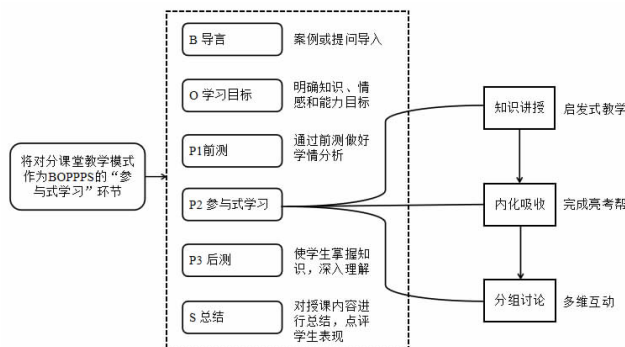 将对分课堂教学模式
作为BOPPPS的“参
与式学习”环节
B 导言
案例或提问导入
O 学习目标
明确知识、情
感和能力目标
P1前测
通过前测做好
学情分析
P2 参与式学习
P3 后测
使学生掌握知
识，深入理解
S 总结
对授课内容进
行总结，点评
学生表现
知识讲授
启发式教学
内化吸收
完成亮考帮
分组讨论
多维互动